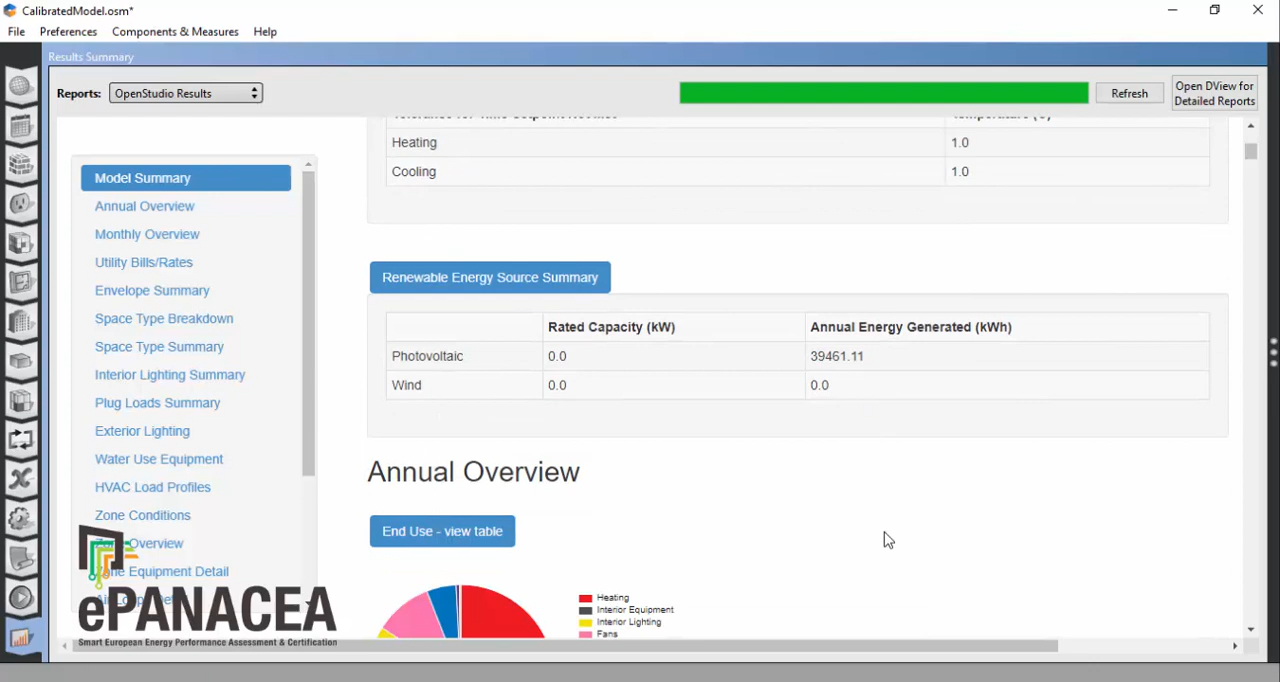 CalibratedModel.osm*
File Preferences Components & Measures Help
Results Summary
Reports: OpenStudio Results Refresh Open DView for
Detailed Reports
Heating 1.0
Cooling 1.0
Model Summary
Annual Overview
Monthly Overview
Utility Bills/Rates
Envelope Summary
Space Type Breakdown
Space Type Summary
Interior Lighting Summary
Plug Loads Summary
Exterior Lighting
Water Use Equipment
HVAC Load Profiles
Zone Conditions
Overview
Zone Equipment Detail
Renewable Energy Source Summary
Rated Capacity (kW) Annual Energy Generated (kWh)
Photovoltaic 0.0 39461.11
Wind 0.0 0.0
Annual Overview
End Use - view table
Heating
Interior Equipment
Interior Lighting
Fans
ePANACEA
Smart European Energy Performance Assessment & Certification